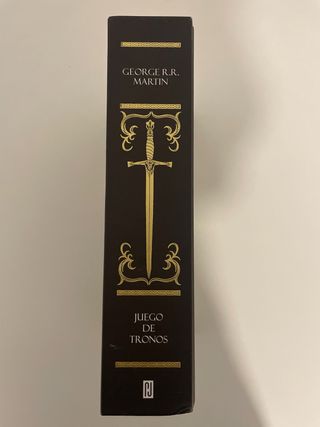 GEORGE R.R.
MARTIN
JUEGO
DE
TRONOS